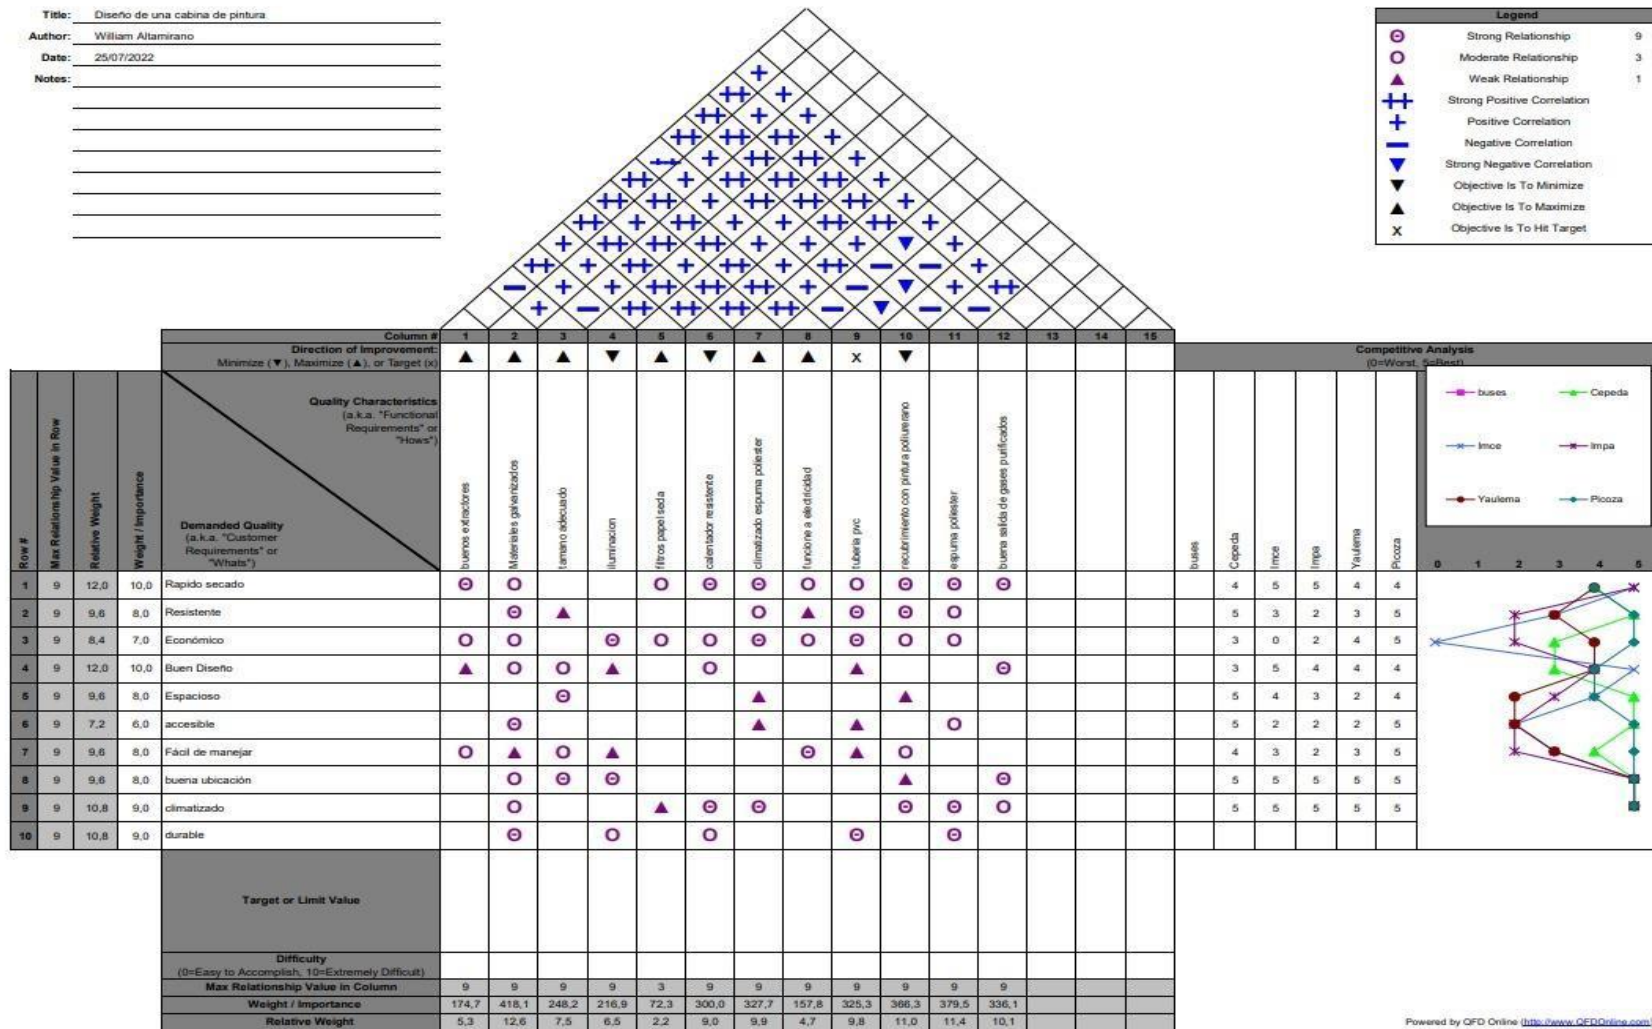 Title: Diseño de una cabina de pintura
Author: William Altamirano
Date: 25/07/2022
Notes:
Legend
Strong Relationship 9
Moderate Relationship 3
Weak Relationship 1
Strong Positive Correlation
Positive Correlation
Negative Correlation
Strong Negative Correlation
Objective Is To Minimize
Objective Is To Maximize
X Objective Is To Hit Target
Column # 1 2 3 4 5 6 7 8 9 10 11 12 13 14 15
Direction of Improvement:
Minimize (▼), Maximize (▲), or Target (x)
▲ ▲ ▲ ▼ ▲ ▼ ▲ ▲ X ▼
Competitive Analysis
(0=Worst, 5=Best)
Row #
Max Relationship Value in Row
Relative Weight
Weight / Importance
Quality Characteristics
(a.k.a. "Functional
Requirements" or
"Hows")
Demanded Quality
(a.k.a. "Customer
Requirements" or
"Whats")
buenos extractores
Materiales galvanizados
tamano adecuado
iluminacion
filtros papel seda
calentador resistente
climatizado espuma poliester
funcione a electricidad
tuberia pvc
recubrimiento con pintura poliurerano
espuma poliester
buena salida de gases purificados
buses
Cepeda
Imce
Impa
Yaulema
Picoza
buses Cepeda
Imce Impa
Yaulema Picoza
0 1 2 3 4 5
1 9 12,0 10,0 Rapido secado 4 5 5 4 4
2 9 9,6 8,0 Resistente 5 3 2 3 5
3 9 8,4 7,0 Económico 3 0 2 4 5
4 9 12,0 10,0 Buen Diseño 3 5 4 4 4
5 9 9,6 8,0 Espacioso 5 4 3 2 4
6 9 7,2 6,0 accesible 5 2 2 2 5
7 9 9,6 8,0 Fácil de manejar 4 3 2 3 5
8 9 9,6 8,0 buena ubicación 5 5 5 5 5
9 9 10,8 9,0 climatizado 5 5 5 5 5
10 9 10,8 9,0 durable
Target or Limit Value
Difficulty
(0=Easy to Accomplish, 10=Extremely Difficult)
Max Relationship Value in Column 9 9 9 9 3 9 9 9 9 9 9 9
Weight / Importance 174,7 418,1 248,2 216,9 72,3 300,0 327,7 157,8 325,3 366,3 379,5 336,1
Relative Weight 5,3 12,6 7,5 6,5 2,2 9,0 9,9 4,7 9,8 11,0 11,4 10,1
Powered by QFD Online (http://www.QFDOnline.com)